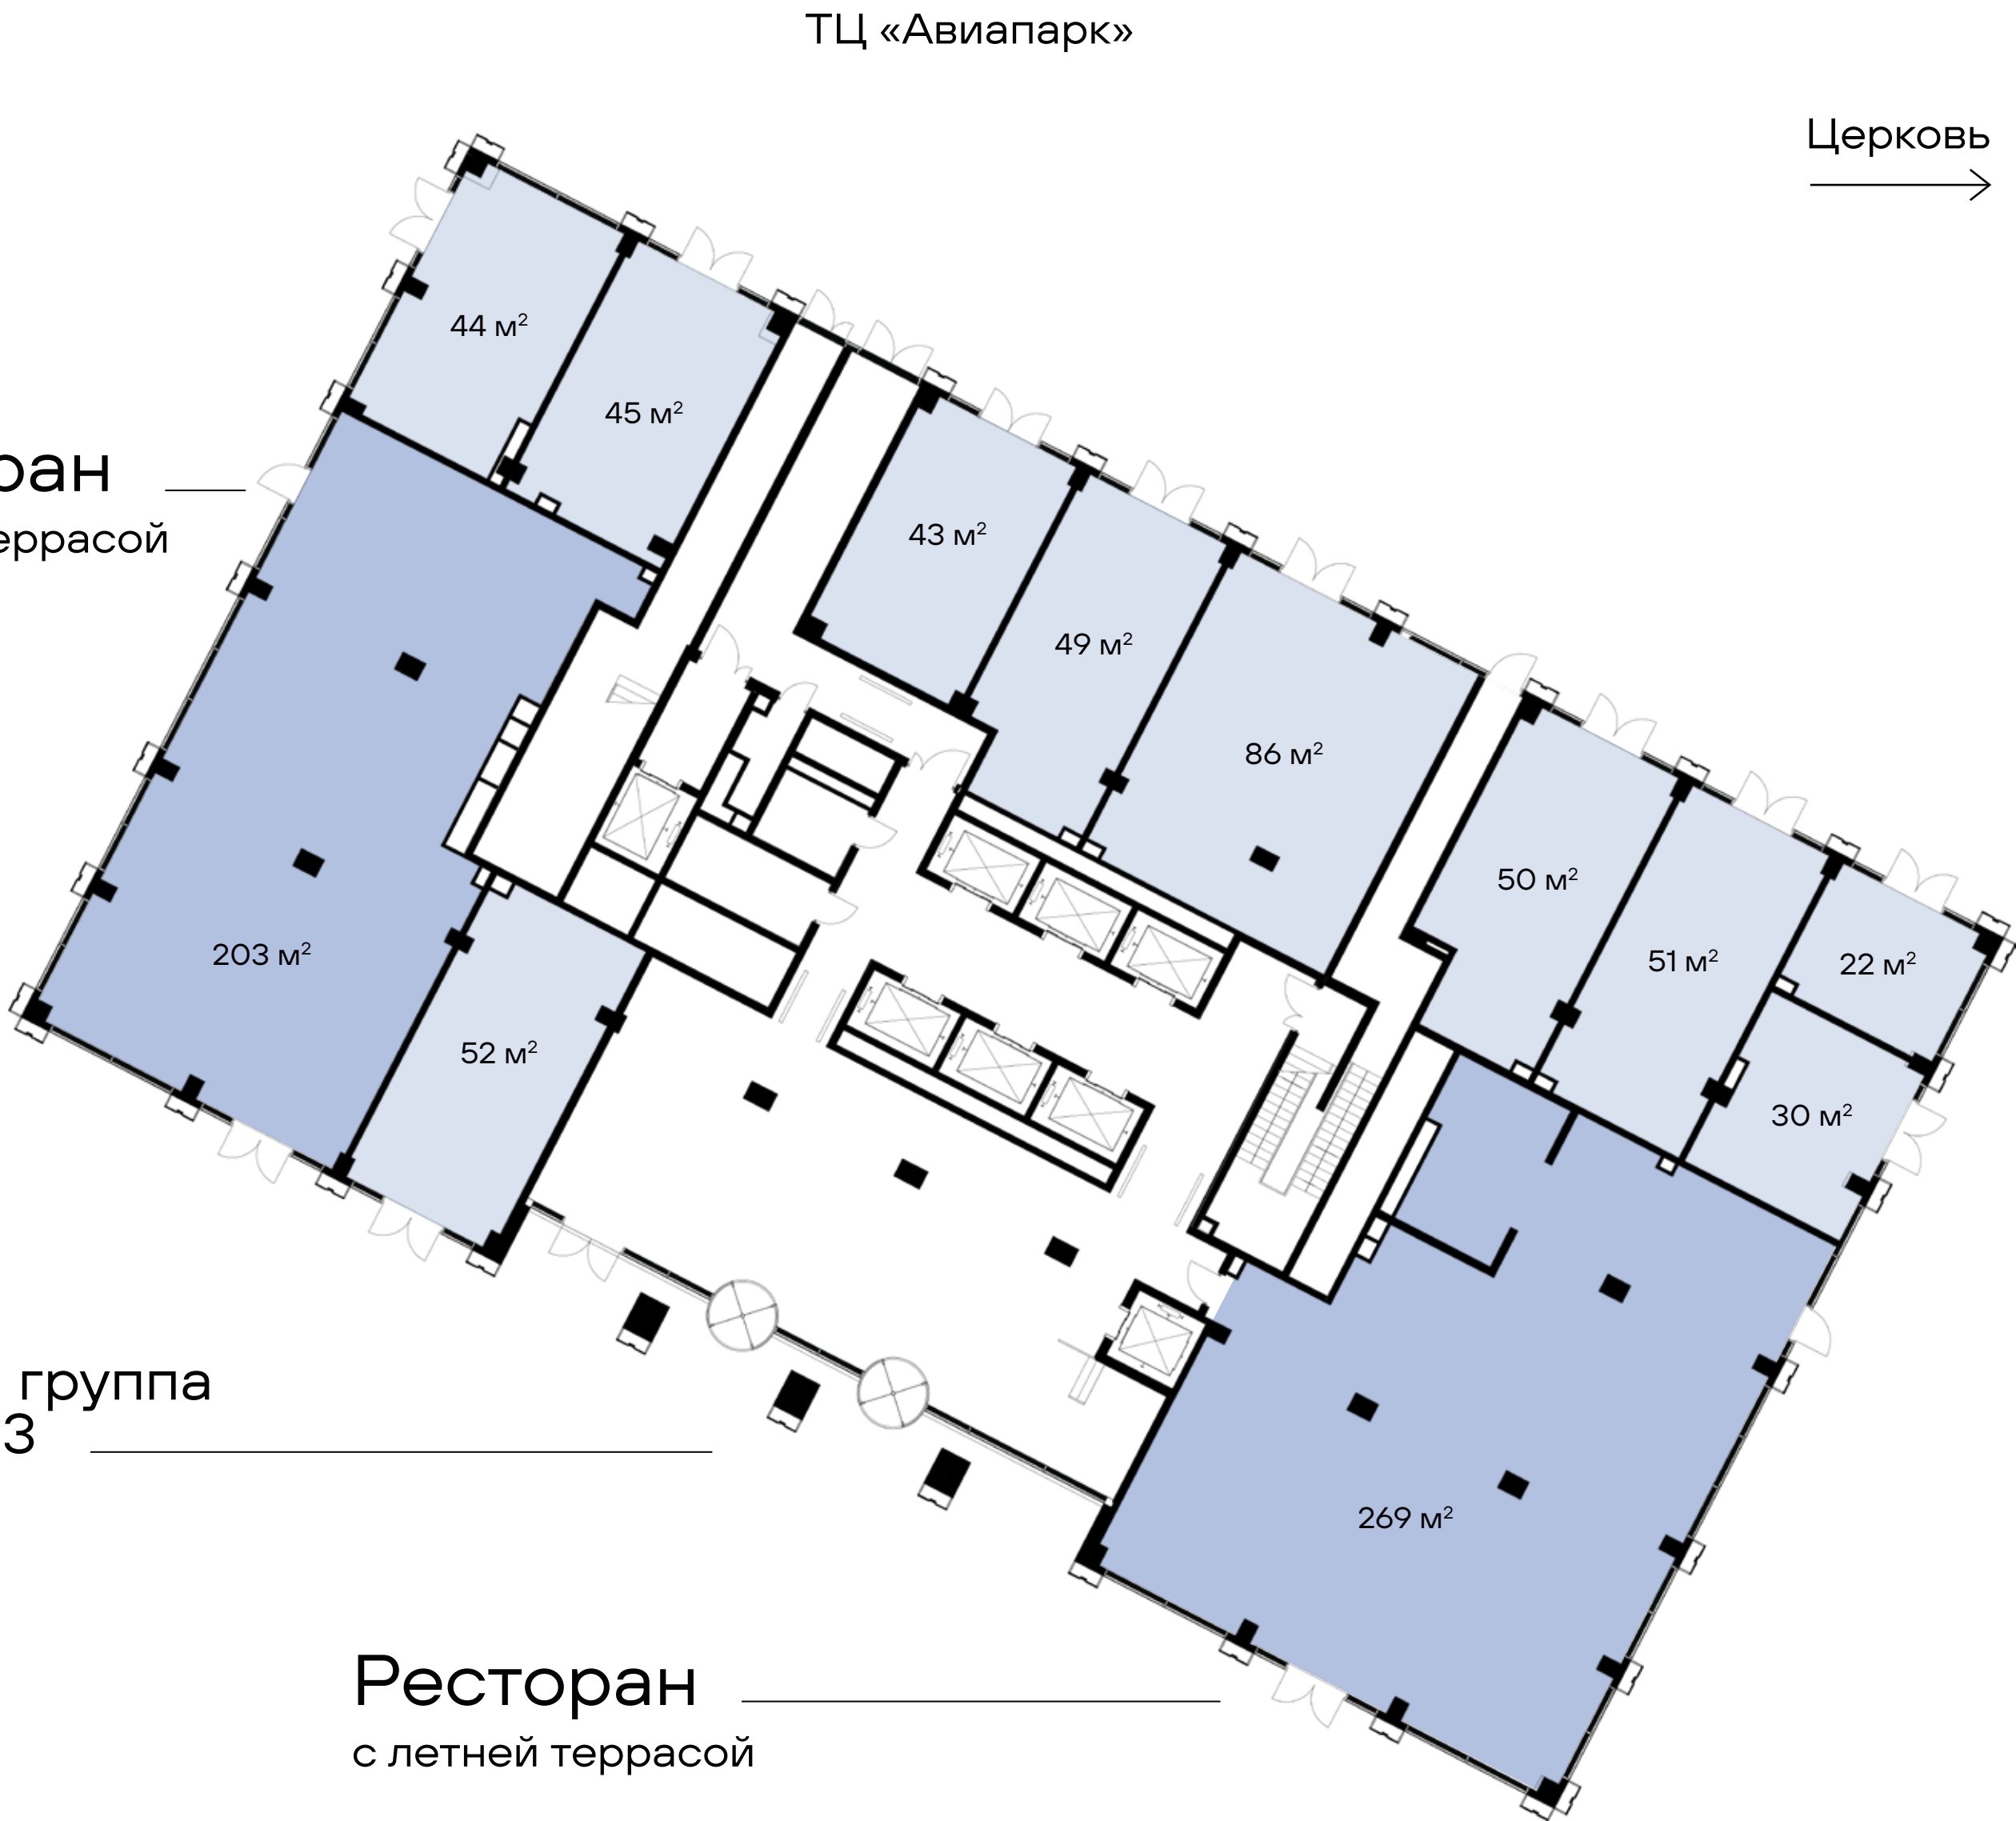 ТЦ «Авиапарк»
Церковь
44 м²
45 м²
ран
еррасой
43 м²
49 м²
86 м²
50 м²
51 м²
22 м²
203 м²
52 м²
30 м²
группа
3
269 м²
Ресторан
с летней террасой